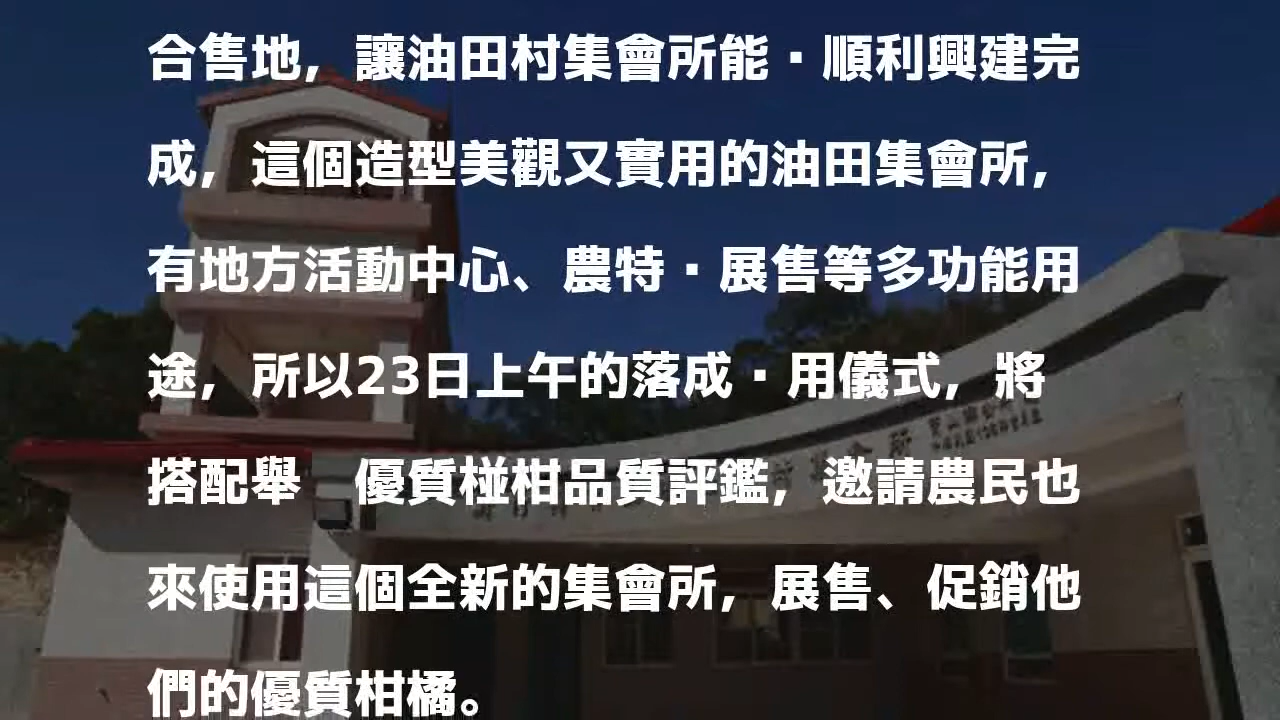 合售地，讓油田村集會所能·順利興建完
成，這個造型美觀又實用的油田集會所，
有地方活動中心、農特·展售等多功能用
途，所以23日上午的落成·用儀式，將
搭配舉　優質椪柑品質評鑑，邀請農民也
來使用這個全新的集會所，展售、促銷他
們的優質柑橘。